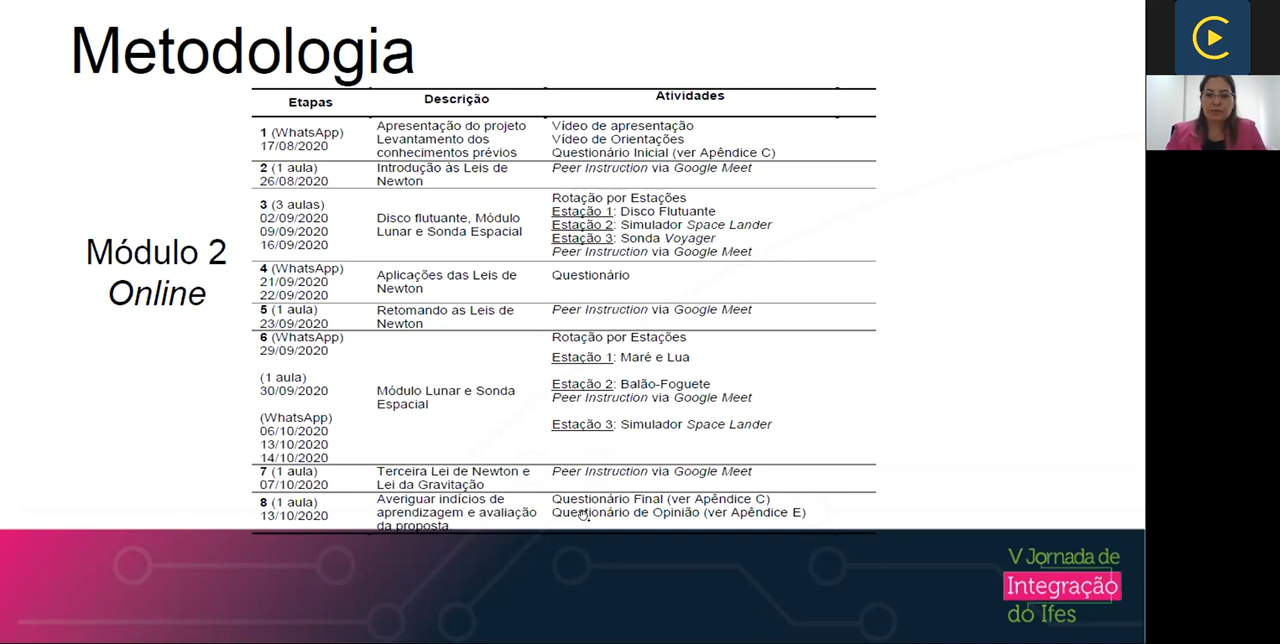 Metodologia
Módulo 2
Online
Etapas Descrição Atividades
1 (WhatsApp)
17/08/2020
Apresentação do projeto
Levantamento dos
conhecimentos prévios
Vídeo de apresentação
Vídeo de Orientações
Questionário Inicial (ver Apêndice C)
2 (1 aula)
26/08/2020
Introdução às Leis de
Newton
Peer Instruction via Google Meet
3 (3 aulas)
02/09/2020
09/09/2020
16/09/2020
Disco flutuante, Módulo
Lunar e Sonda Espacial
Rotação por Estações
Estação 1: Disco Flutuante
Estação 2: Simulador Space Lander
Estação 3: Sonda Voyager
Peer Instruction via Google Meet
4 (WhatsApp)
21/09/2020
22/09/2020
Aplicações das Leis de
Newton
Questionário
5 (1 aula)
23/09/2020
Retomando as Leis de
Newton
Peer Instruction via Google Meet
6 (WhatsApp)
29/09/2020
(1 aula)
30/09/2020
(WhatsApp)
06/10/2020
13/10/2020
14/10/2020
Módulo Lunar e Sonda
Espacial
Rotação por Estações
Estação 1: Maré e Lua
Estação 2: Balão-Foguete
Peer Instruction via Google Meet
Estação 3: Simulador Space Lander
7 (1 aula)
07/10/2020
Terceira Lei de Newton e
Lei da Gravitação
Peer Instruction via Google Meet
8 (1 aula)
13/10/2020
Averiguar indícios de
aprendizagem e avaliação
da proposta.
Questionário Final (ver Apêndice C)
Questionário de Opinião (ver Apêndice E)
V Jornada de
Integração
do Ifes